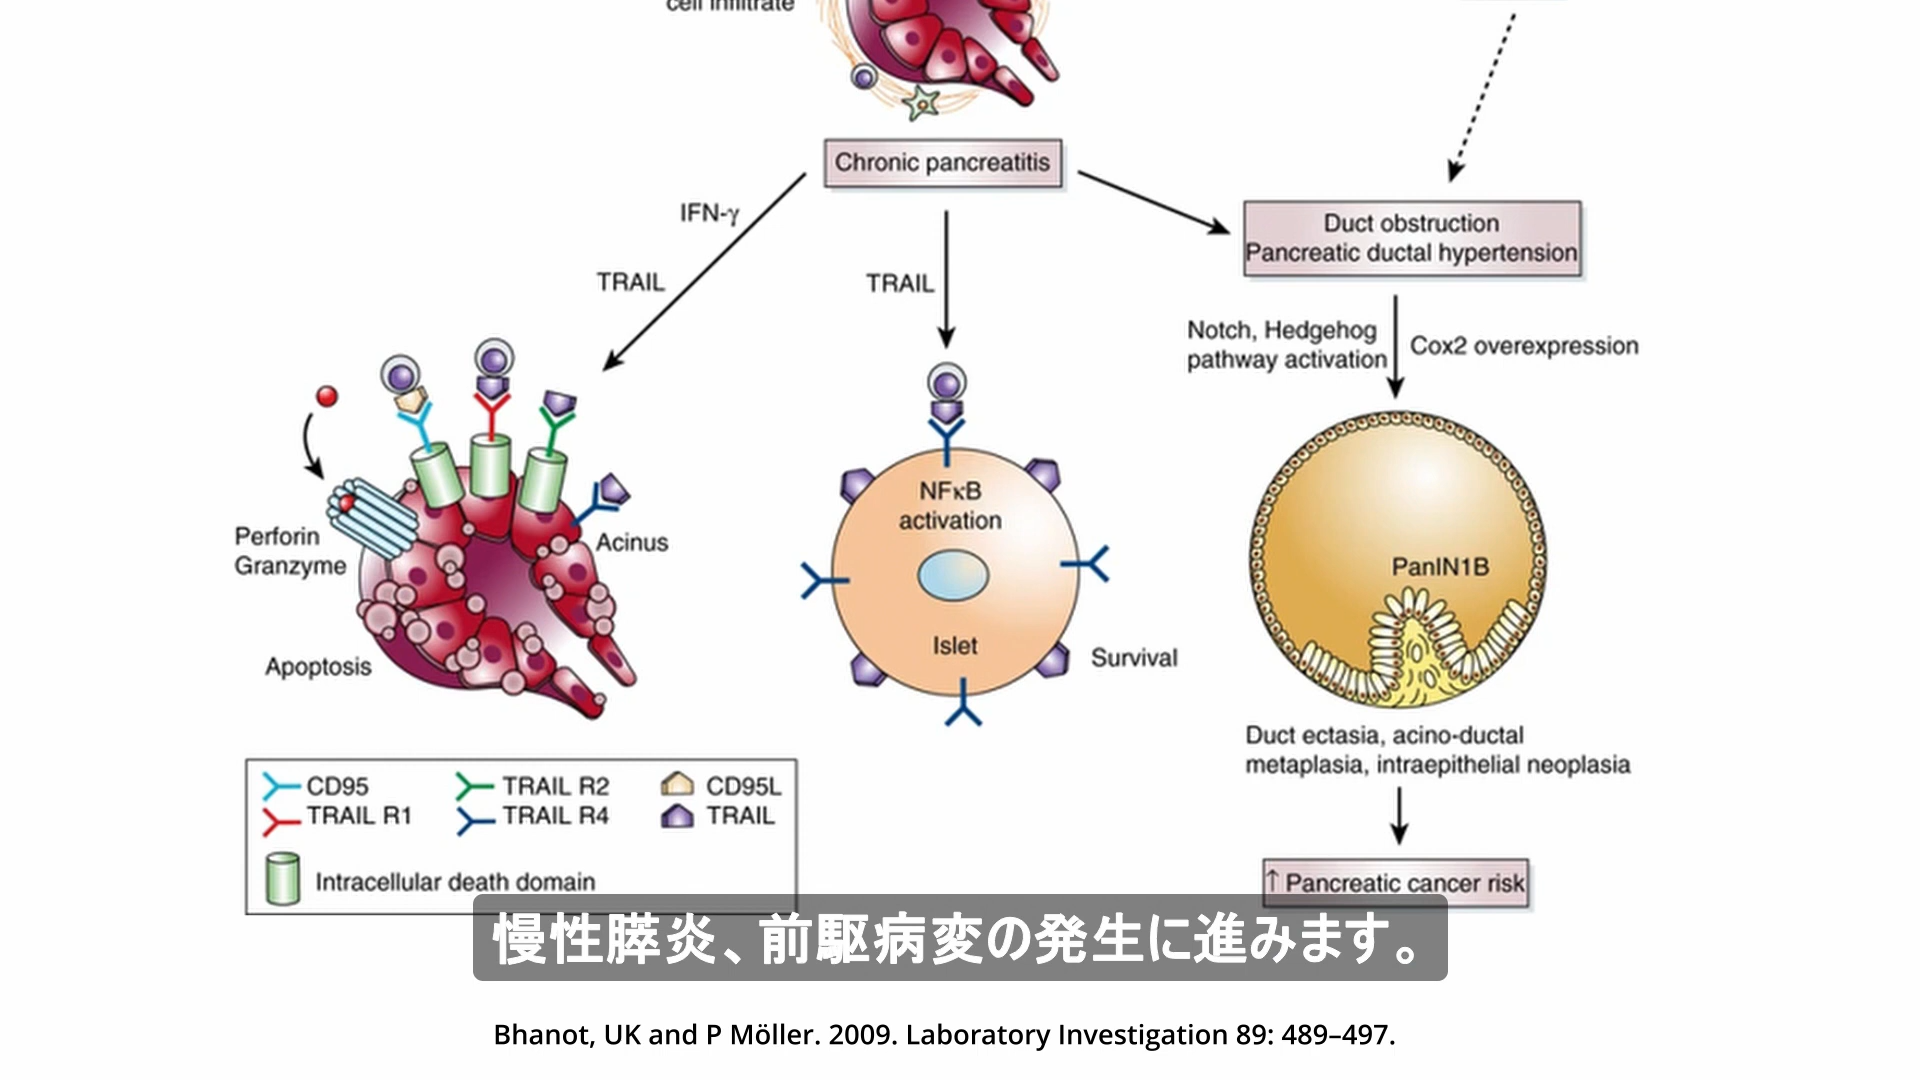 cell infiltrate
Chronic pancreatitis
IFN-γ
TRAIL
TRAIL
Duct obstruction
Pancreatic ductal hypertension
Notch, Hedgehog
pathway activation
Cox2 overexpression
Perforin
Granzyme
Acinus
Apoptosis
NFκB
activation
Islet
Survival
PanIN1B
Duct ectasia, acino-ductal
metaplasia, intraepithelial neoplasia
↑ Pancreatic cancer risk
CD95
TRAIL R2
CD95L
TRAIL R1
TRAIL R4
TRAIL
Intracellular death domain
慢性膵炎、前駆病変の発生に進みます。
Bhanot, UK and P Möller. 2009. Laboratory Investigation 89: 489–497.